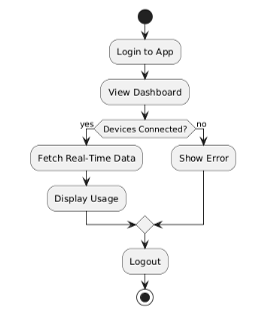 Login to App
View Dashboard
Devices Connected?
yes
no
Fetch Real-Time Data
Show Error
Display Usage
Logout